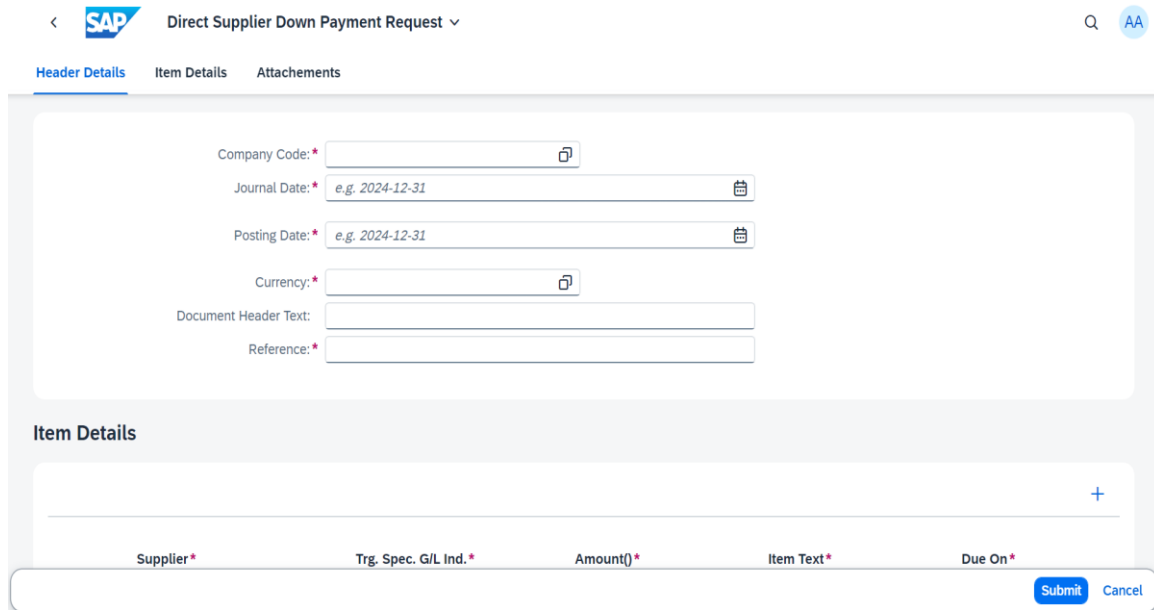 SAP Direct Supplier Down Payment Request AA
Header Details Item Details Attachements
Company Code:*
Journal Date:* e.g. 2024-12-31
Posting Date:* e.g. 2024-12-31
Currency:*
Document Header Text:
Reference:*
Item Details
Supplier* Trg. Spec. G/L Ind.* Amount()* Item Text* Due On*
Submit Cancel